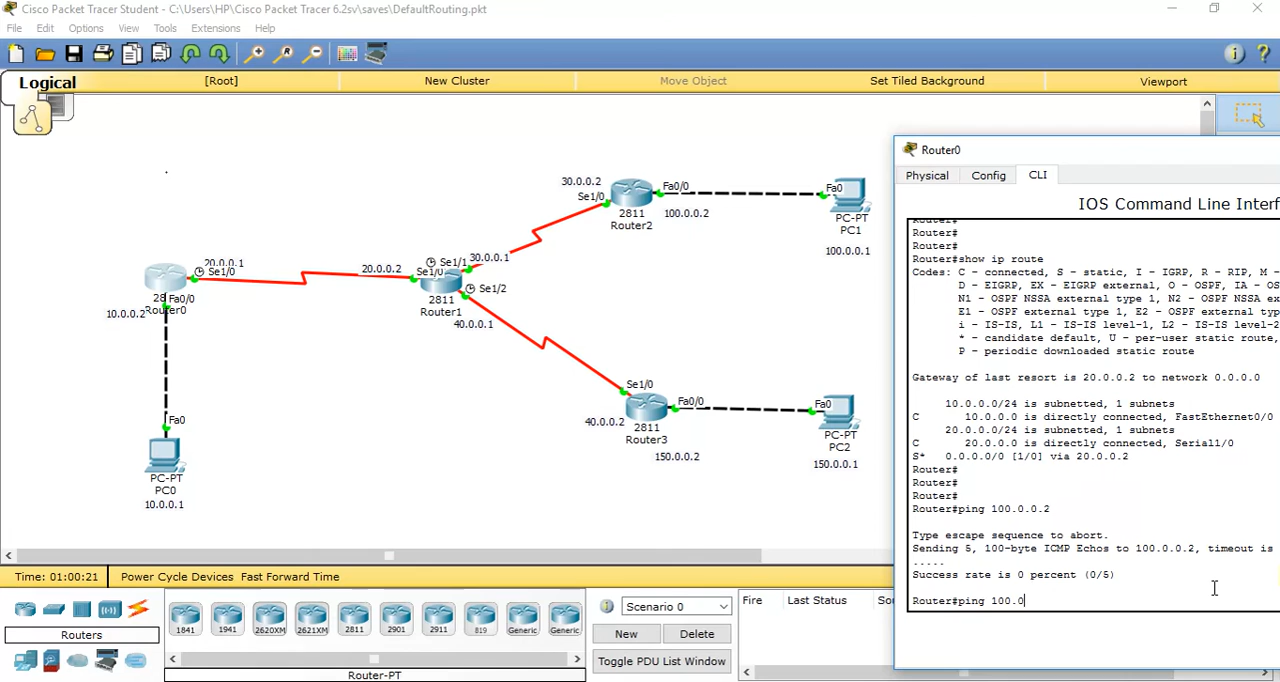 Cisco Packet Tracer Student - C:\Users\HP\Cisco Packet Tracer 6.2sv\saves\DefaultRouting.pkt
File Edit Options View Tools Extensions Help
Logical [Root] New Cluster Move Object Set Tiled Background Viewport
30.0.0.2
Se1/0
Fa0/0
2811
Router2
100.0.0.2
Fa0
PC-PT
PC1
100.0.0.1
20.0.0.1
Se1/0
Fa0/0
Router0
10.0.0.2
20.0.0.2
Se1/0
Se1/1
30.0.0.1
Se1/2
2811
Router1
40.0.0.1
Se1/0
Fa0/0
40.0.0.2
2811
Router3
150.0.0.2
Fa0
PC-PT
PC2
150.0.0.1
Fa0
PC-PT
PC0
10.0.0.1
Router0
Physical Config CLI
IOS Command Line Interf
Router#
Router#
Router#
Router#show ip route
Codes: C - connected, S - static, I - IGRP, R - RIP, M -
D - EIGRP, EX - EIGRP external, O - OSPF, IA - OS
N1 - OSPF NSSA external type 1, N2 - OSPF NSSA
E1 - OSPF external type 1, E2 - OSPF external typ
i - IS-IS, L1 - IS-IS level-1, L2 - IS-IS level-2
* - candidate default, U - per-user static route,
P - periodic downloaded static route
Gateway of last resort is 20.0.0.2 to network 0.0.0.0
10.0.0.0/24 is subnetted, 1 subnets
C 10.0.0.0 is directly connected, FastEthernet0/0
20.0.0.0/24 is subnetted, 1 subnets
C 20.0.0.0 is directly connected, Serial1/0
S* 0.0.0.0/0 [1/0] via 20.0.0.2
Router#
Router#
Router#
Router#ping 100.0.0.2
Type escape sequence to abort.
Sending 5, 100-byte ICMP Echos to 100.0.0.2, timeout is
.....
Success rate is 0 percent (0/5)
Router#ping 100.0
Time: 01:00:21 Power Cycle Devices Fast Forward Time
Routers
1841 1941 2620XM 2621XM 2811 2901 2911 819 Generic Generic
Router-PT
Scenario 0
New Delete
Toggle PDU List Window
Fire Last Status Sou